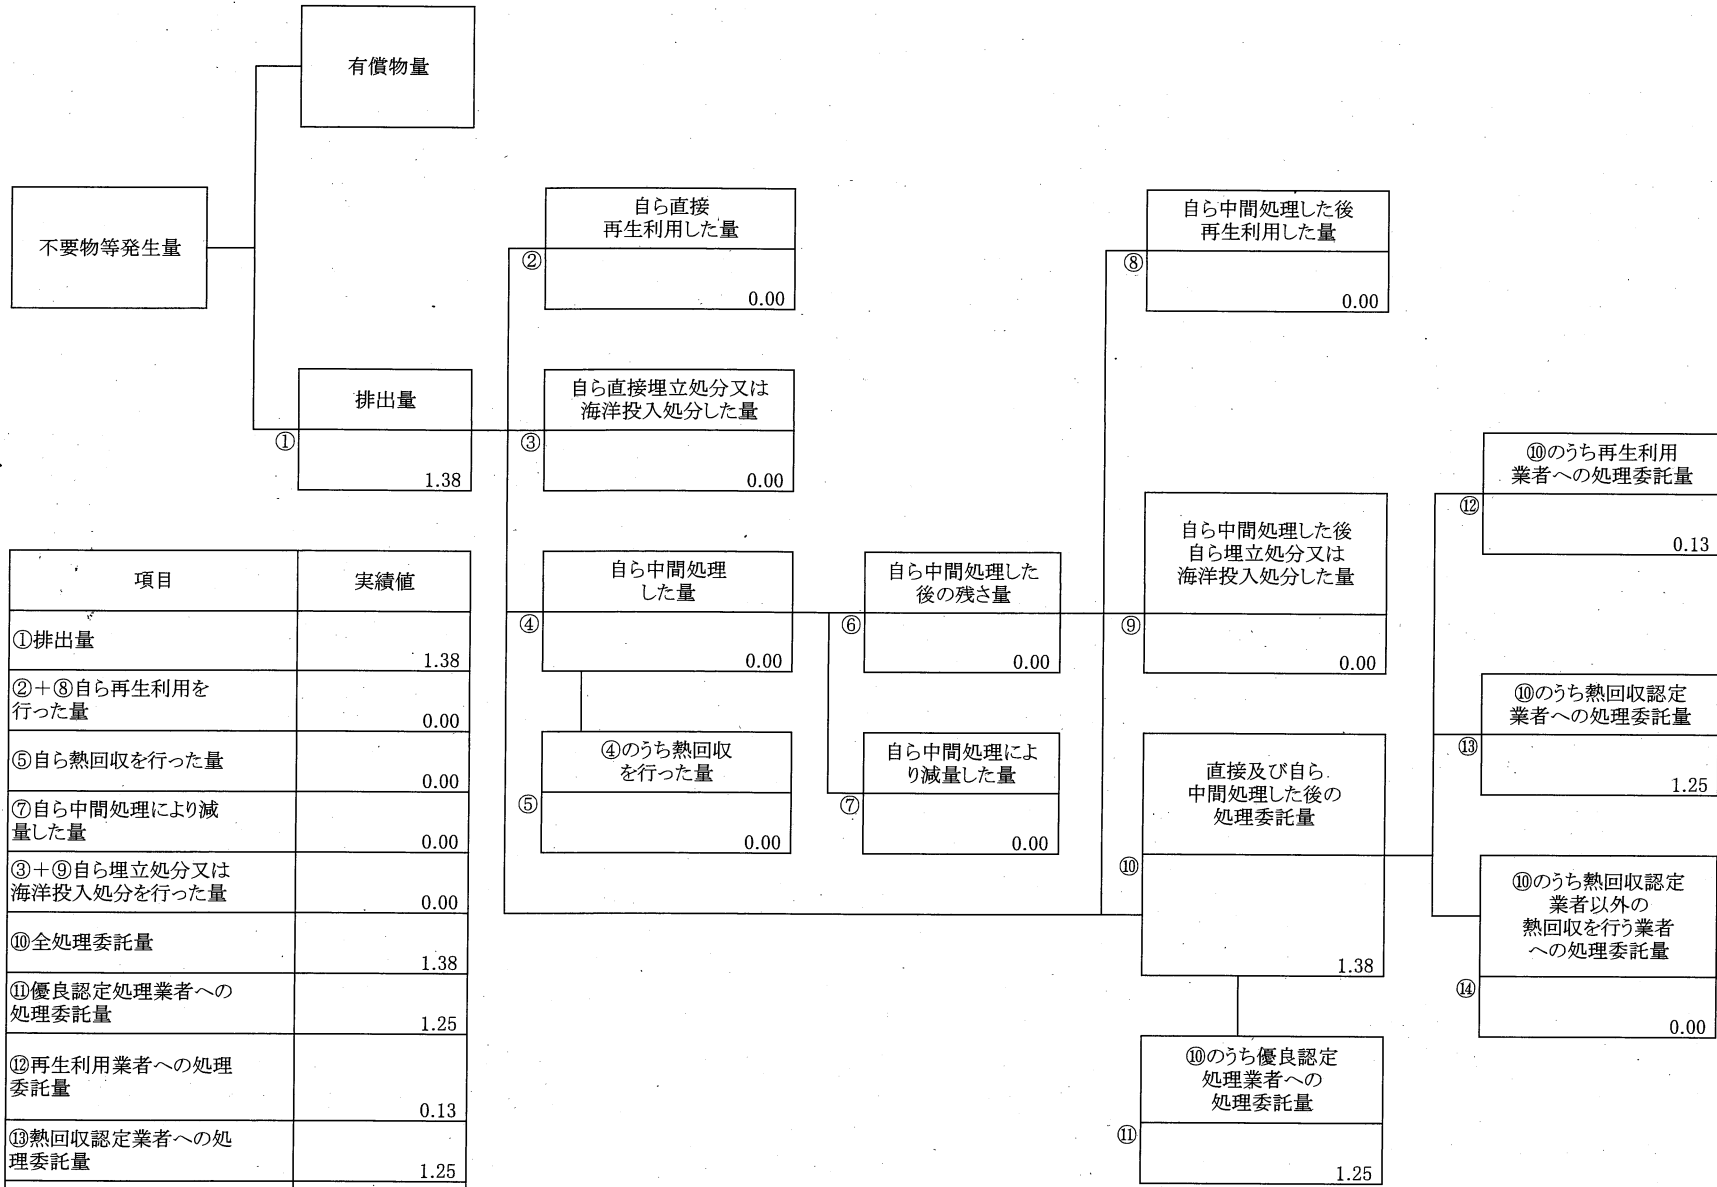 有償物量
不要物等発生量
排出量
①
1.38
自ら直接
再生利用した量
②
0.00
自ら直接埋立処分又は
海洋投入処分した量
③
0.00
自ら中間処理
した量
④
0.00
④のうち熱回収
を行った量
⑤
0.00
自ら中間処理した
後の残さ量
⑥
0.00
自ら中間処理によ
り減量した量
⑦
0.00
自ら中間処理した後
再生利用した量
⑧
0.00
自ら中間処理した後
自ら埋立処分又は
海洋投入処分した量
⑨
0.00
直接及び自ら
中間処理した後の
処理委託量
⑩
1.38
⑩のうち優良認定
処理業者への
処理委託量
⑪
1.25
⑩のうち再生利用
業者への処理委託量
⑫
0.13
⑩のうち熱回収認定
業者への処理委託量
⑬
1.25
⑩のうち熱回収認定
業者以外の
熱回収を行う業者
への処理委託量
⑭
0.00
項目
実績値
①排出量
1.38
②+⑧自ら再生利用を
行った量
0.00
⑤自ら熱回収を行った量
0.00
⑦自ら中間処理により減
量した量
0.00
③+⑨自ら埋立処分又は
海洋投入処分を行った量
0.00
⑩全処理委託量
1.38
⑪優良認定処理業者への
処理委託量
1.25
⑫再生利用業者への処理
委託量
0.13
⑬熱回収認定業者への処
理委託量
1.25